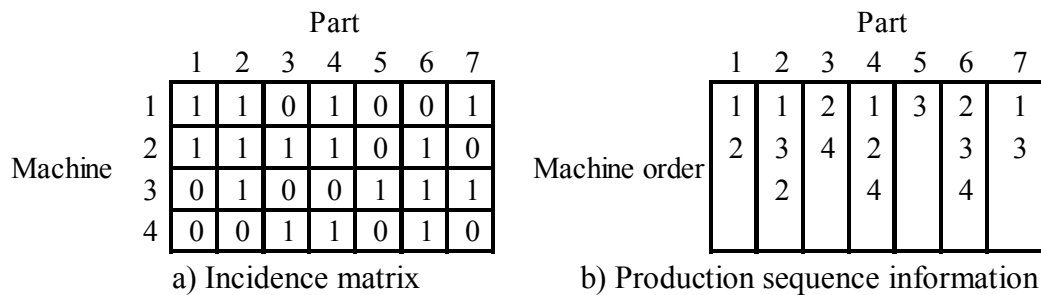 Part
1 2 3 4 5 6 7
1 1 1 0 1 0 0 1
2 1 1 1 1 0 1 0
3 0 1 0 0 1 1 1
4 0 0 1 1 0 1 0
Machine
a) Incidence matrix
Part
1 2 3 4 5 6 7
1 1 2 1 3 2 1
2 3 4 2 3 3
2 4 4
Machine order
b) Production sequence information